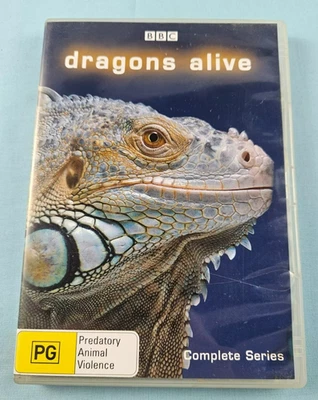 BBC
dragons alive
PG
Predatory
Animal
Violence
Complete Series